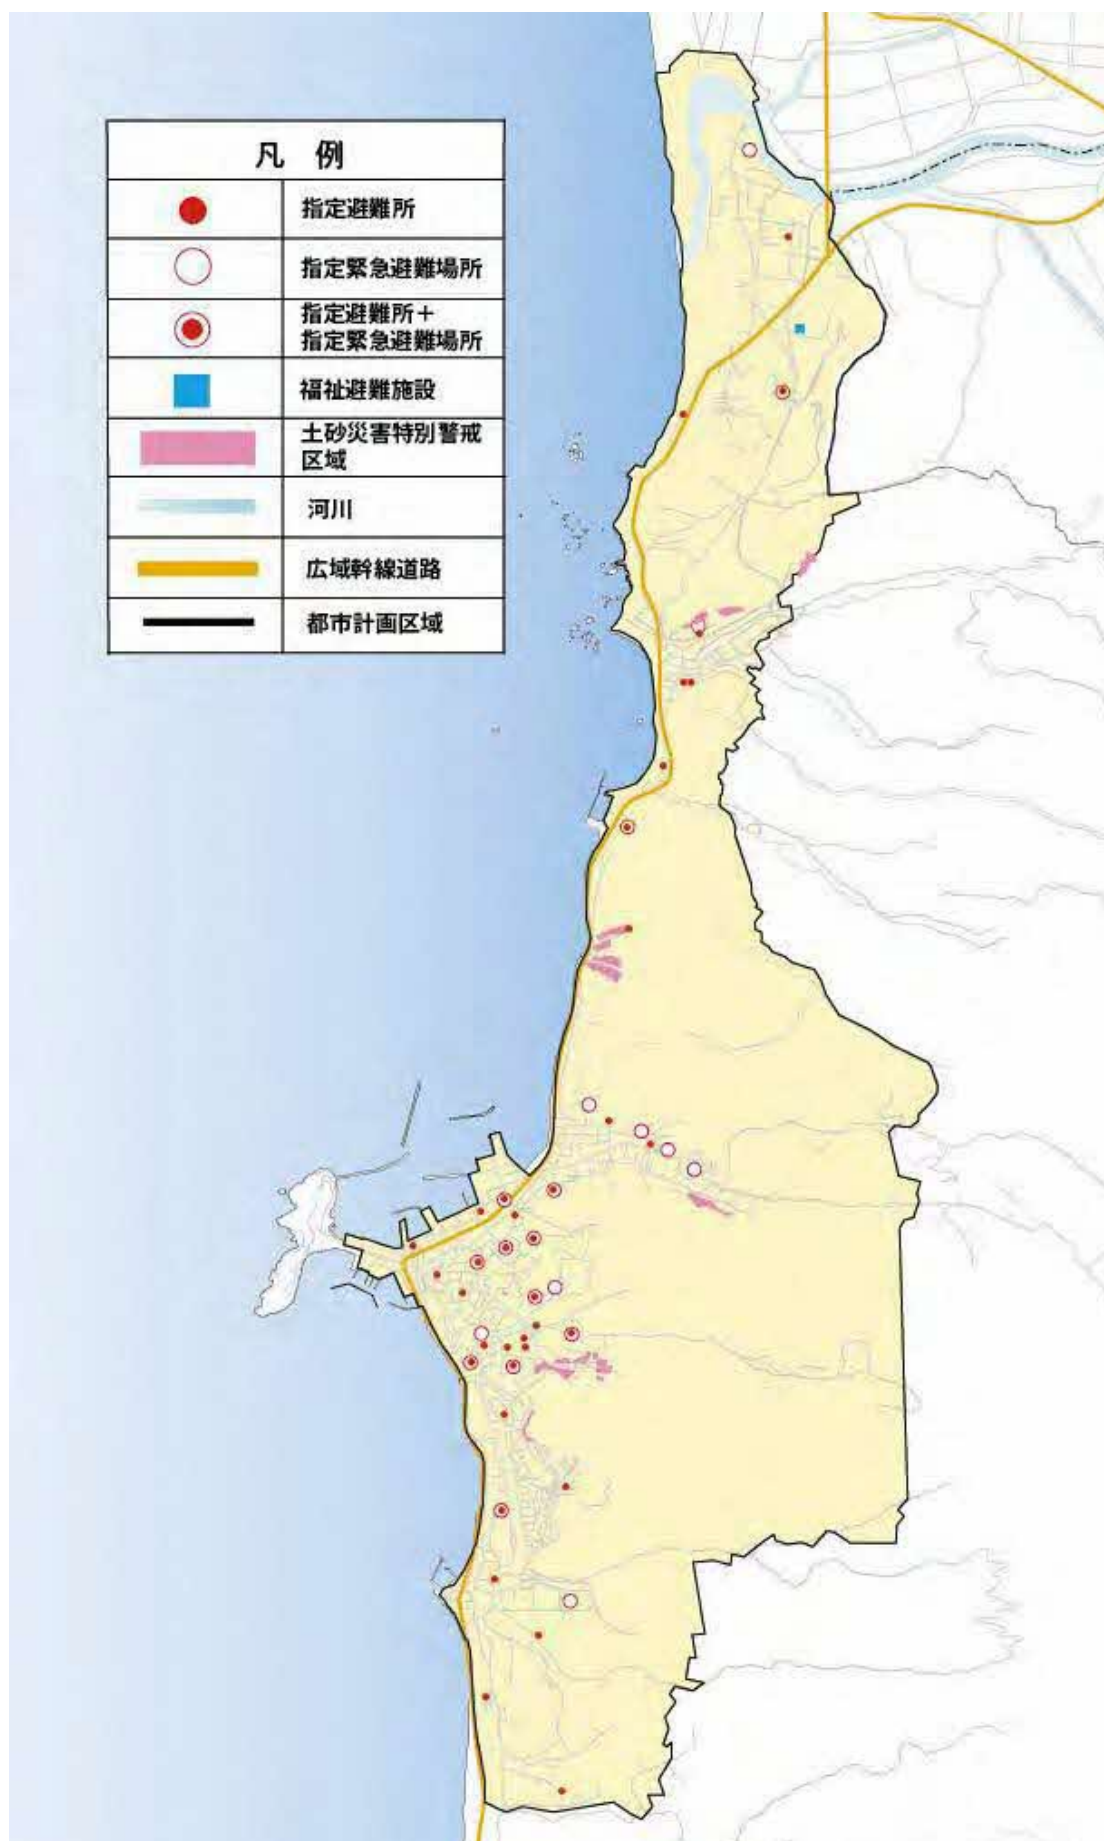 凡 例
指定避難所
指定緊急避難場所
指定避難所＋
指定緊急避難場所
福祉避難施設
土砂災害特別警戒
区域
河川
広域幹線道路
都市計画区域